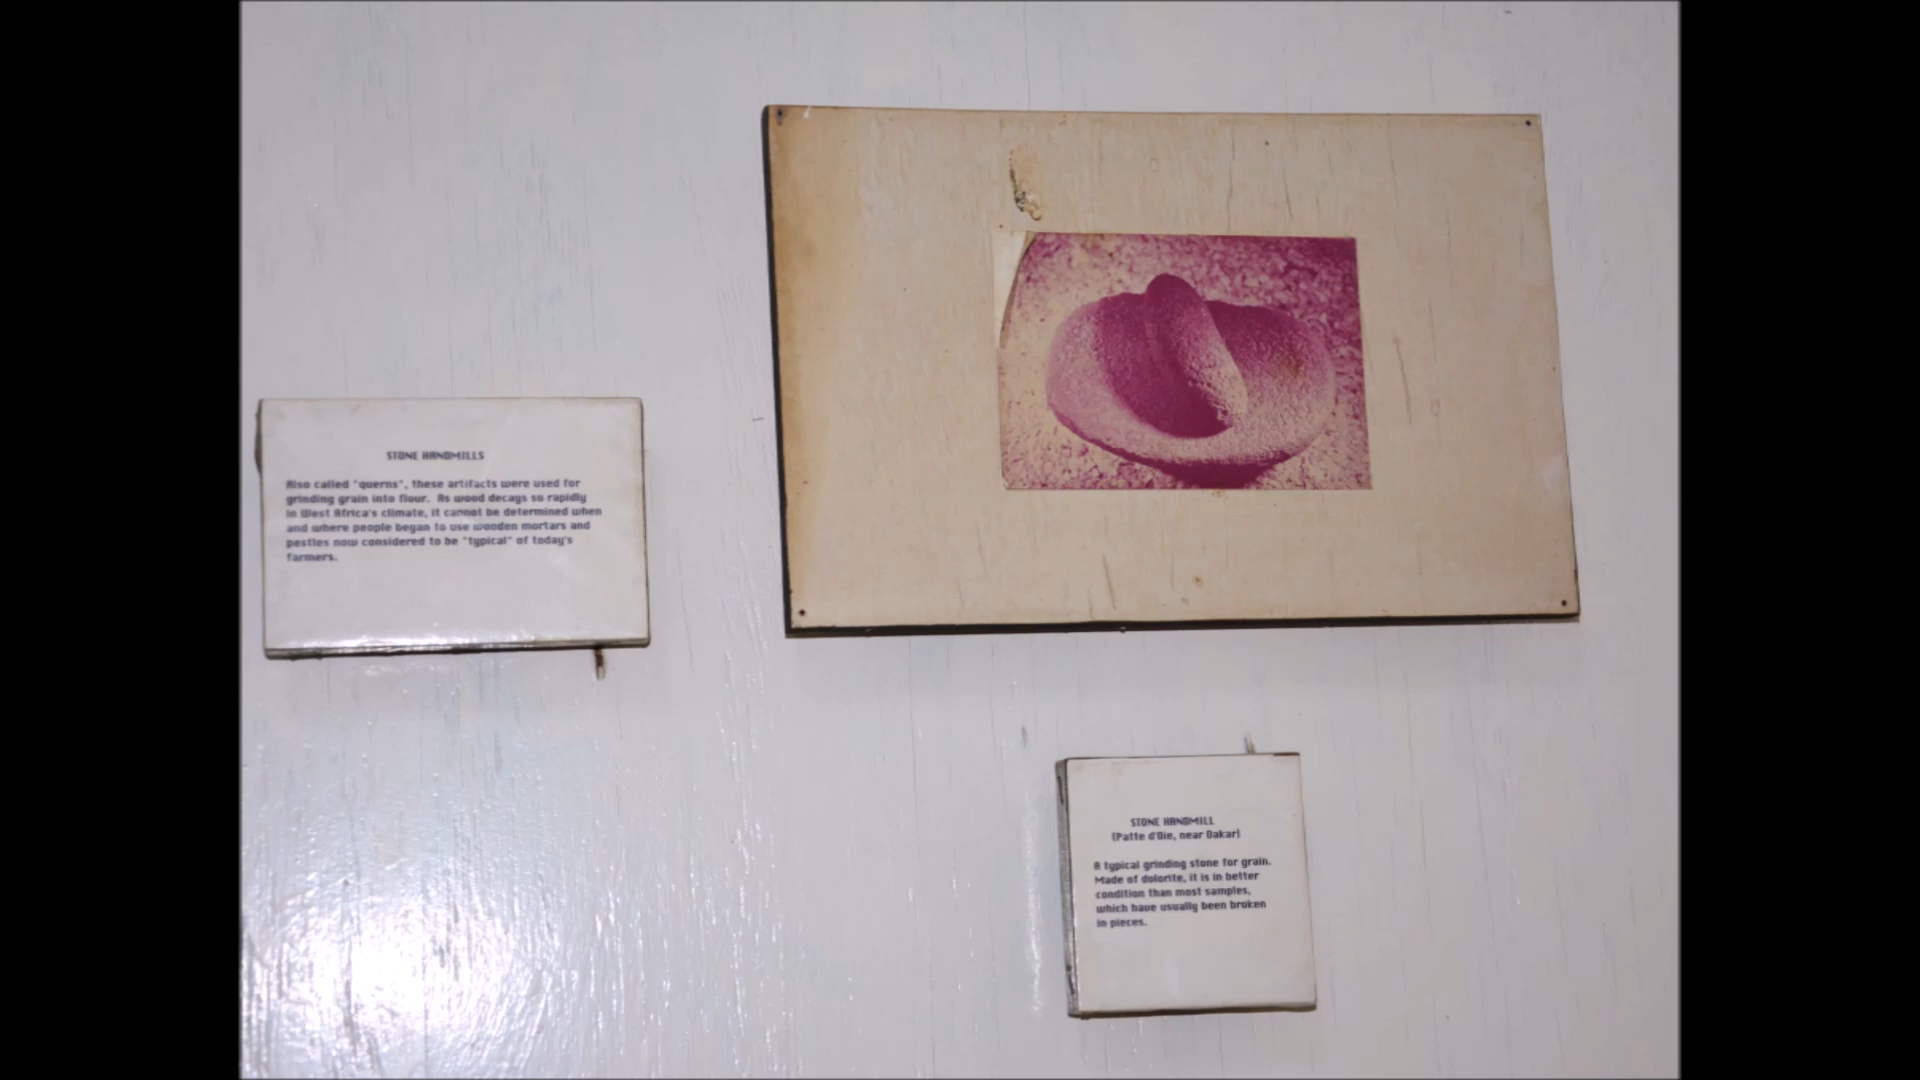 STONE HANDMILLS
Also called "querns", these artifacts were used for
grinding grain into flour. As wood decays so rapidly
in West Africa's climate, it cannot be determined when
and where people began to use wooden mortars and
pestles now considered to be "typical" of today's
farmers.
STONE HANDMILL
(Patte d'Oie, near Dakar)
A typical grinding stone for grain.
Made of dolorite, it is in better
condition than most samples,
which have usually been broken
in pieces.